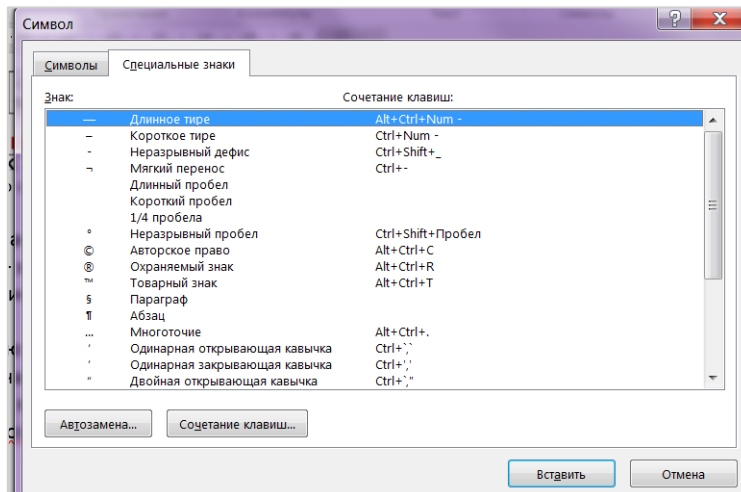 Символ
Символы Специальные знаки
Знак: Сочетание клавиш:
— Длинное тире Alt+Ctrl+Num -
– Короткое тире Ctrl+Num -
- Неразрывный дефис Ctrl+Shift+_
¬ Мягкий перенос Ctrl+-
Длинный пробел
Короткий пробел
1/4 пробела
° Неразрывный пробел Ctrl+Shift+Пробел
© Авторское право Alt+Ctrl+C
® Охраняемый знак Alt+Ctrl+R
™ Товарный знак Alt+Ctrl+T
§ Параграф
¶ Абзац
... Многоточие Alt+Ctrl+.
‘ Одинарная открывающая кавычка Ctrl+`,`
‘ Одинарная закрывающая кавычка Ctrl+','
“ Двойная открывающая кавычка Ctrl+`,"
Автозамена... Сочетание клавиш...
Вставить Отмена